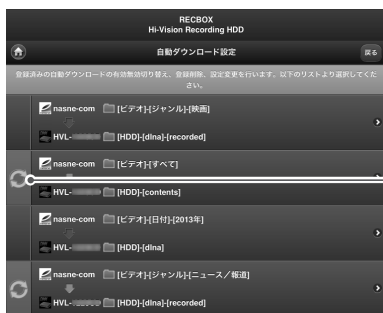 RECBOX
Hi-Vision Recording HDD
自動ダウンロード設定
戻る
登録済みの自動ダウンロードの有効無効切り替え、登録削除、設定変更を行います。以下のリストより選択してくだ
さい。
nasne-com [ビデオ]-[ジャンル]-[映画]
HVL- [HDD]-[dlna]-[recorded]
nasne-com [ビデオ]-[すべて]
HVL- [HDD]-[contents]
nasne-com [ビデオ]-[日付]-[2013年]
HVL- [HDD]-[dlna]
nasne-com [ビデオ]-[ジャンル]-[ニュース／報道]
HVL- [HDD]-[dlna]-[recorded]